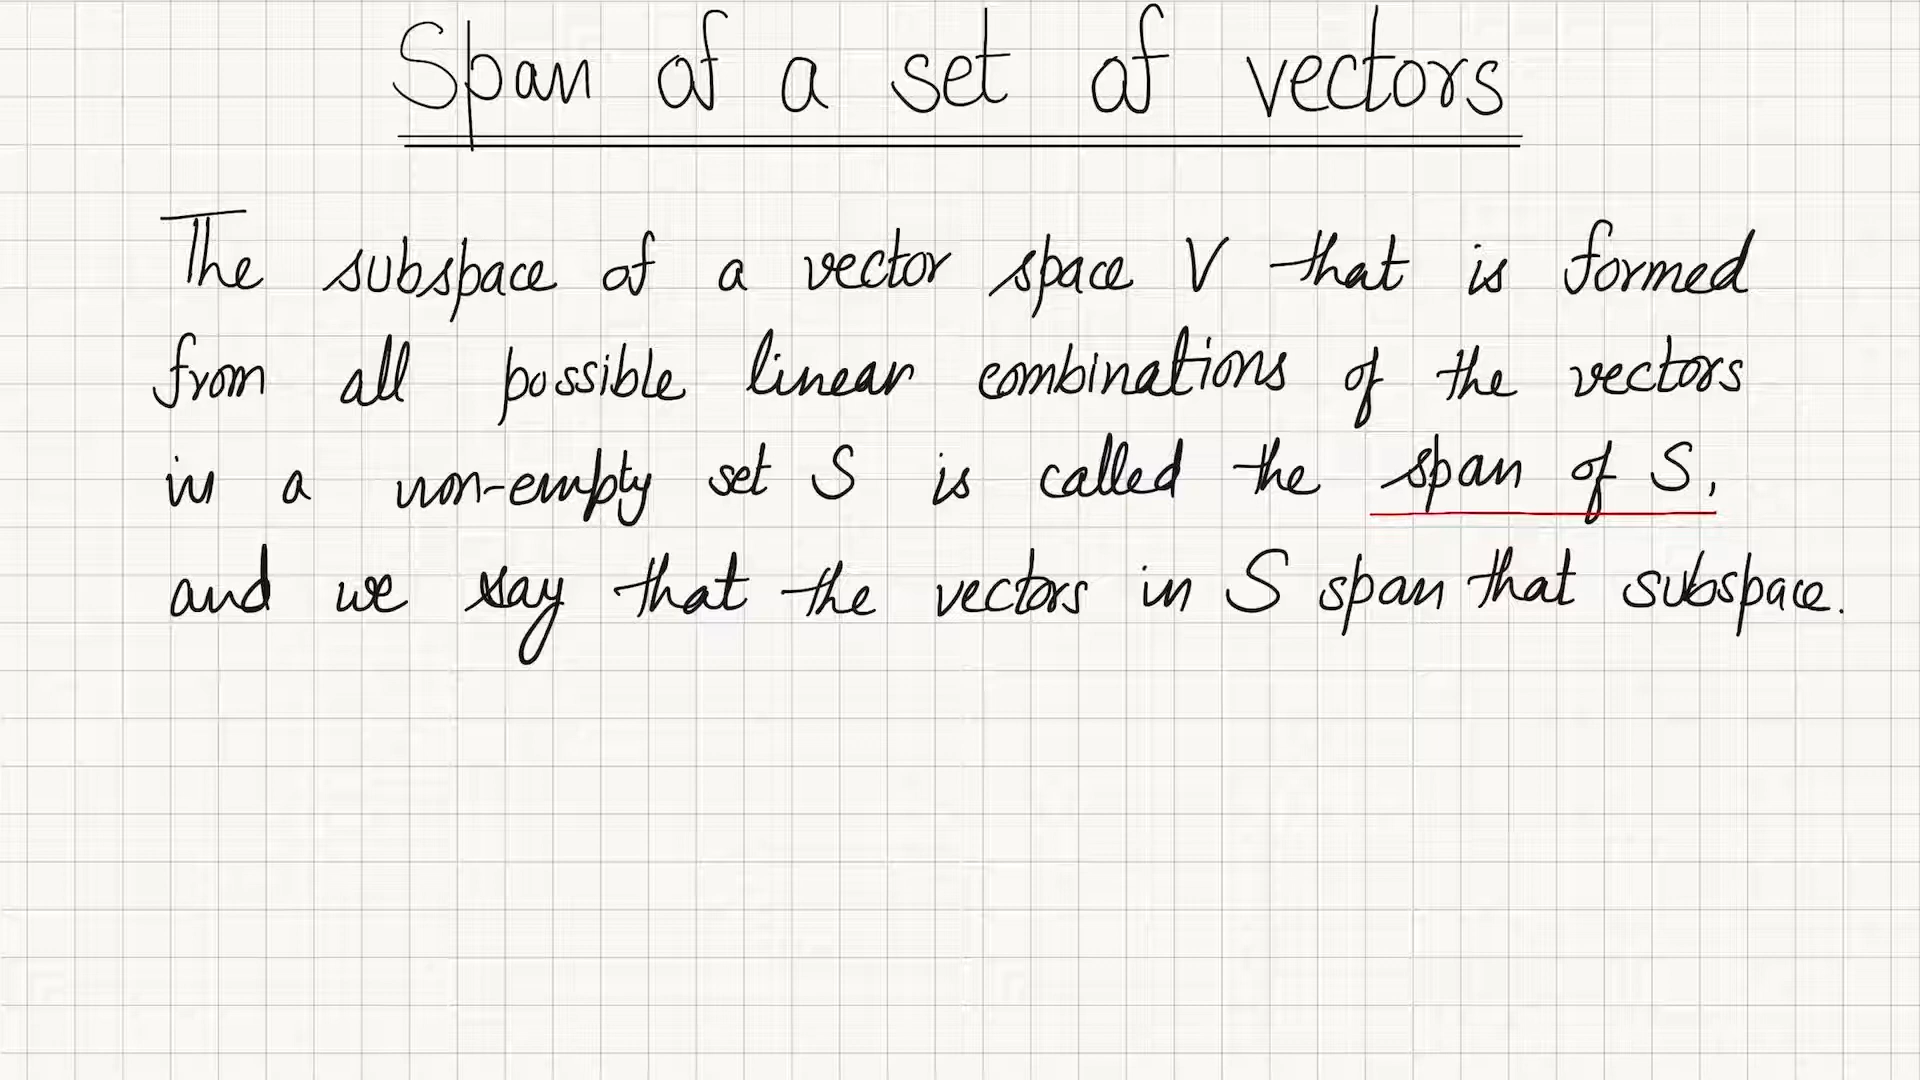 Span of a set of vectors
The subspace of a vector space V that is formed
from all possible linear combinations of the vectors
in a non-empty set S is called the span of S,
and we say that the vectors in S span that subspace.